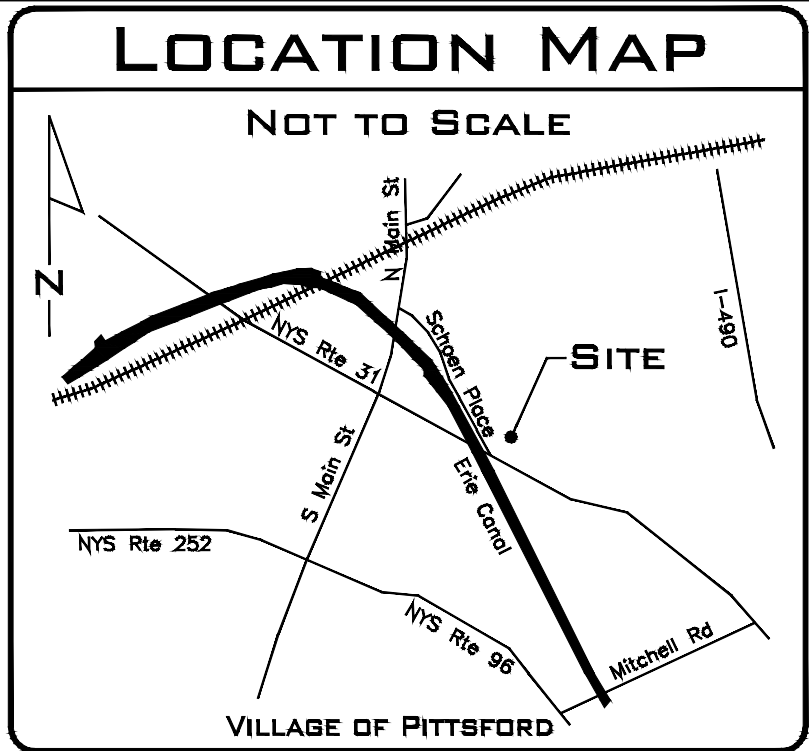 LOCATION MAP
NOT TO SCALE
N Main St
N
I-490
NYS Rte 31
Schoen Place
SITE
S Main St
Erie Canal
NYS Rte 252
NYS Rte 96
Mitchell Rd
VILLAGE OF PITTSFORD